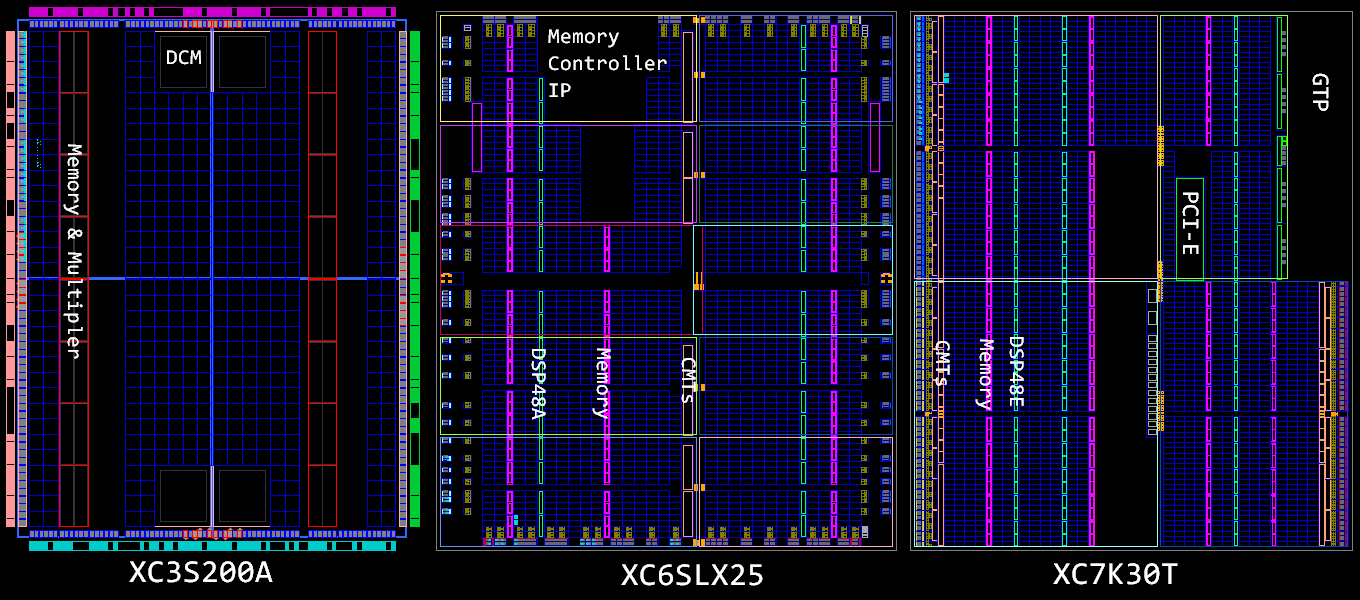 DCM
Memory & Multipler
XC3S200A
Memory
Controller
IP
DSP48A
Memory
CMTs
XC6SLX25
GTP
PCI-E
CMTs
Memory
DSP48E
XC7K30T